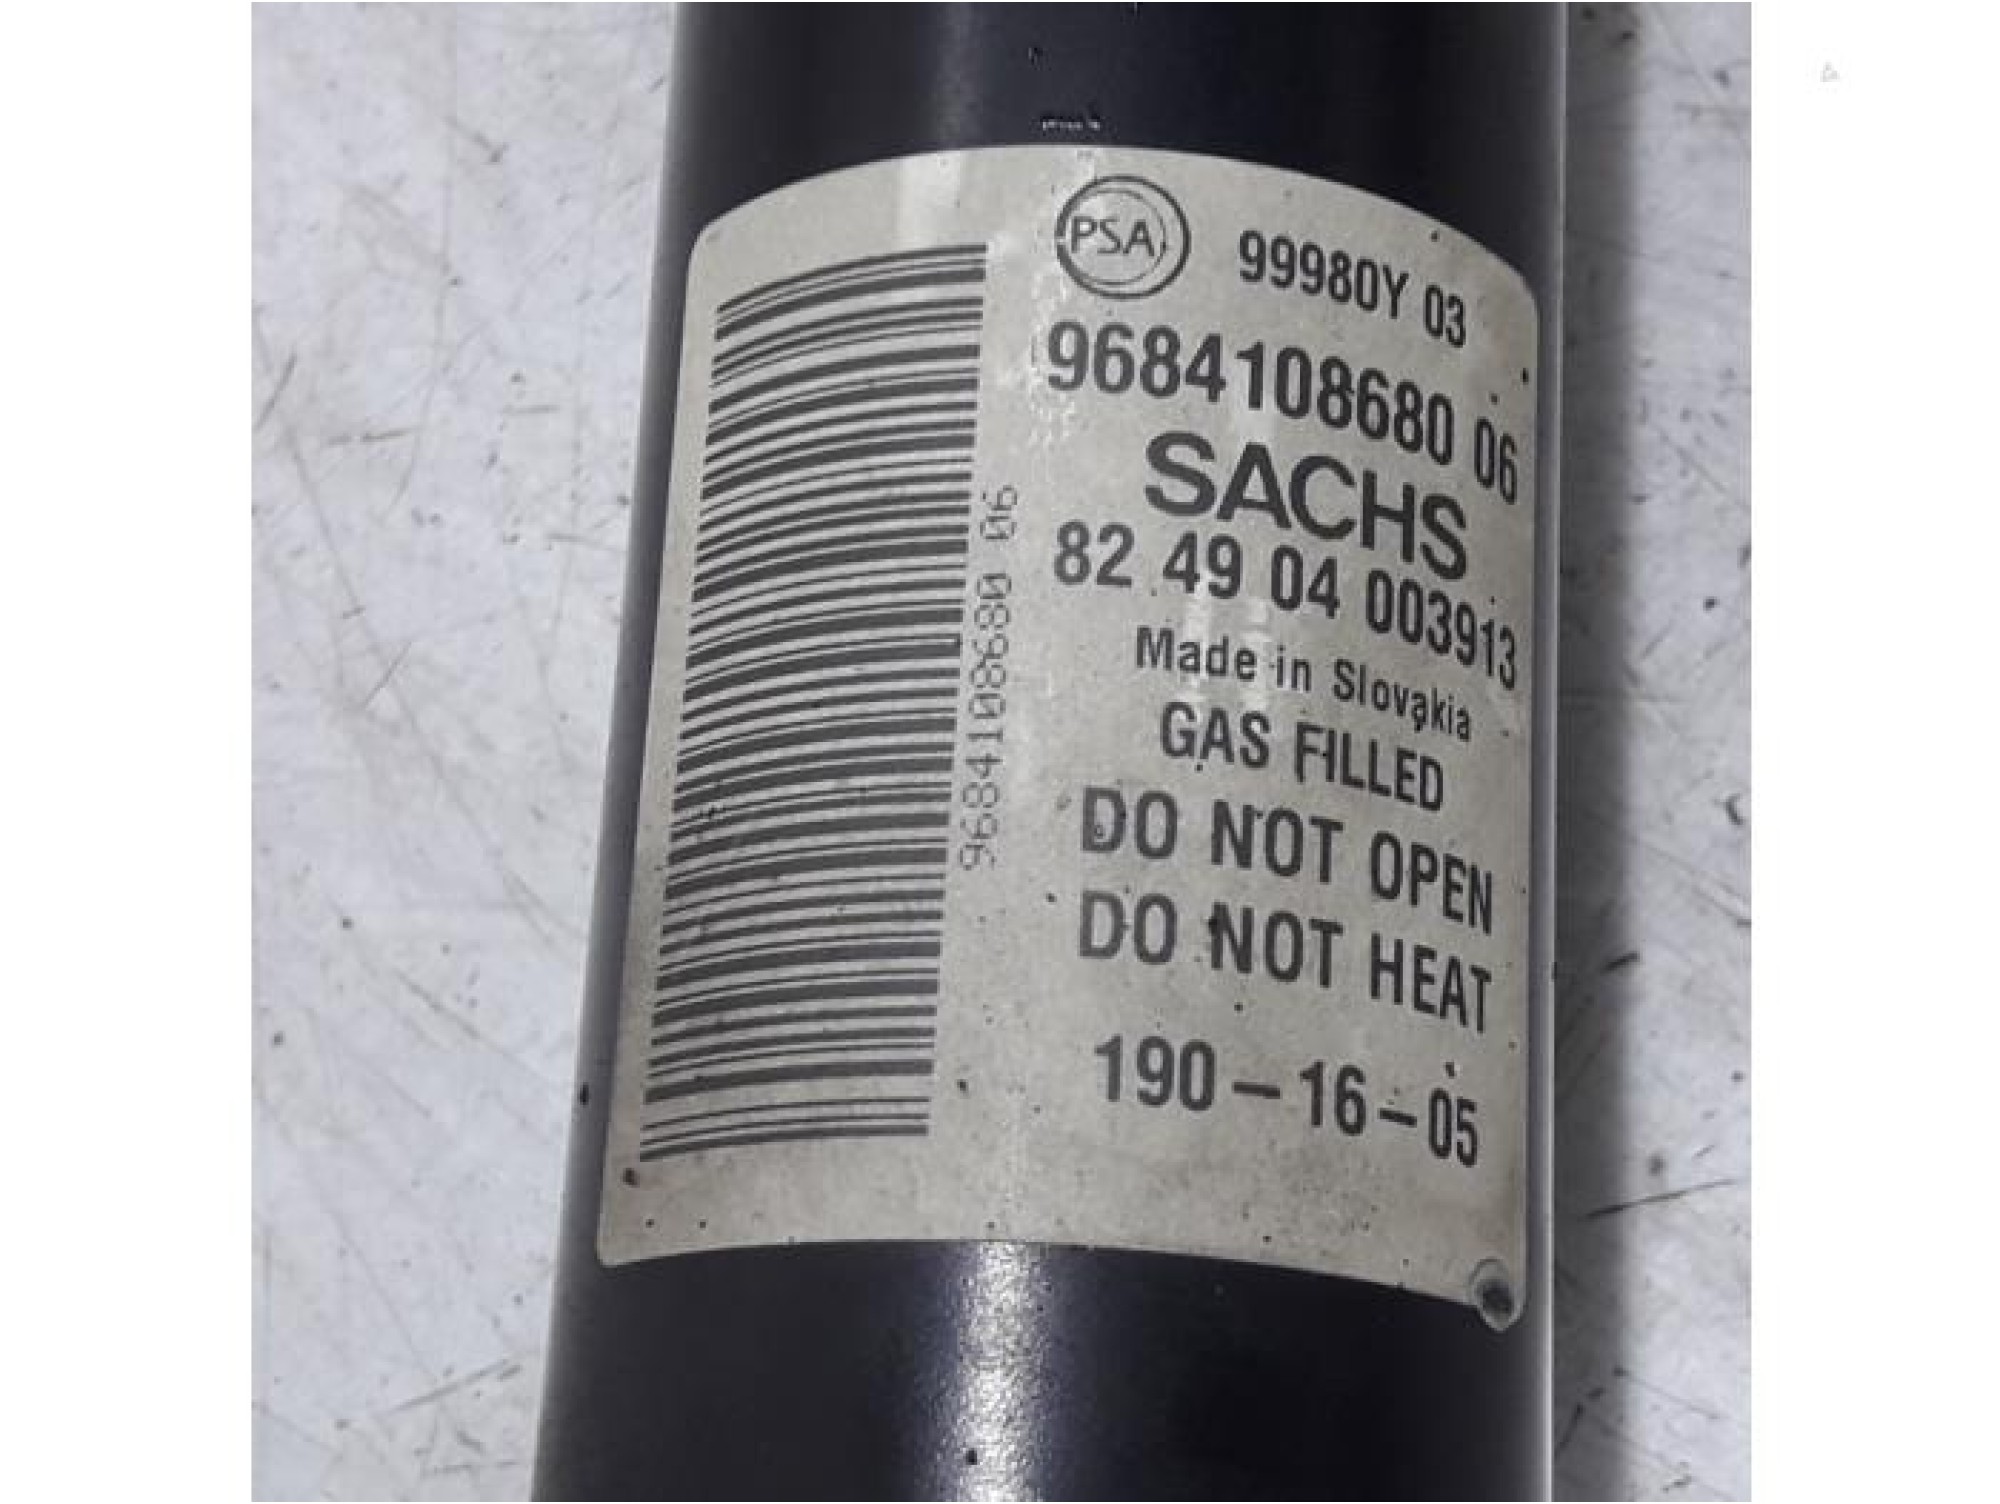 PSA
99980Y 03
9684108680 06
SACHS
82 49 04 003913
Made in Slovakia
GAS FILLED
DO NOT OPEN
DO NOT HEAT
190-16-05
9684108680 06